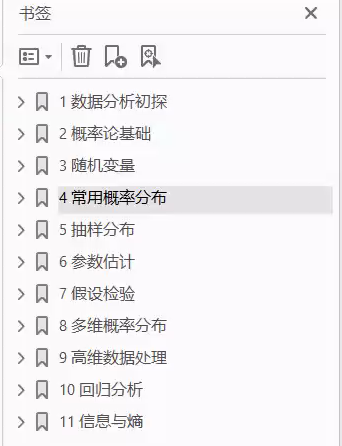 书签
1 数据分析初探
2 概率论基础
3 随机变量
4 常用概率分布
5 抽样分布
6 参数估计
7 假设检验
8 多维概率分布
9 高维数据处理
10 回归分析
11 信息与熵